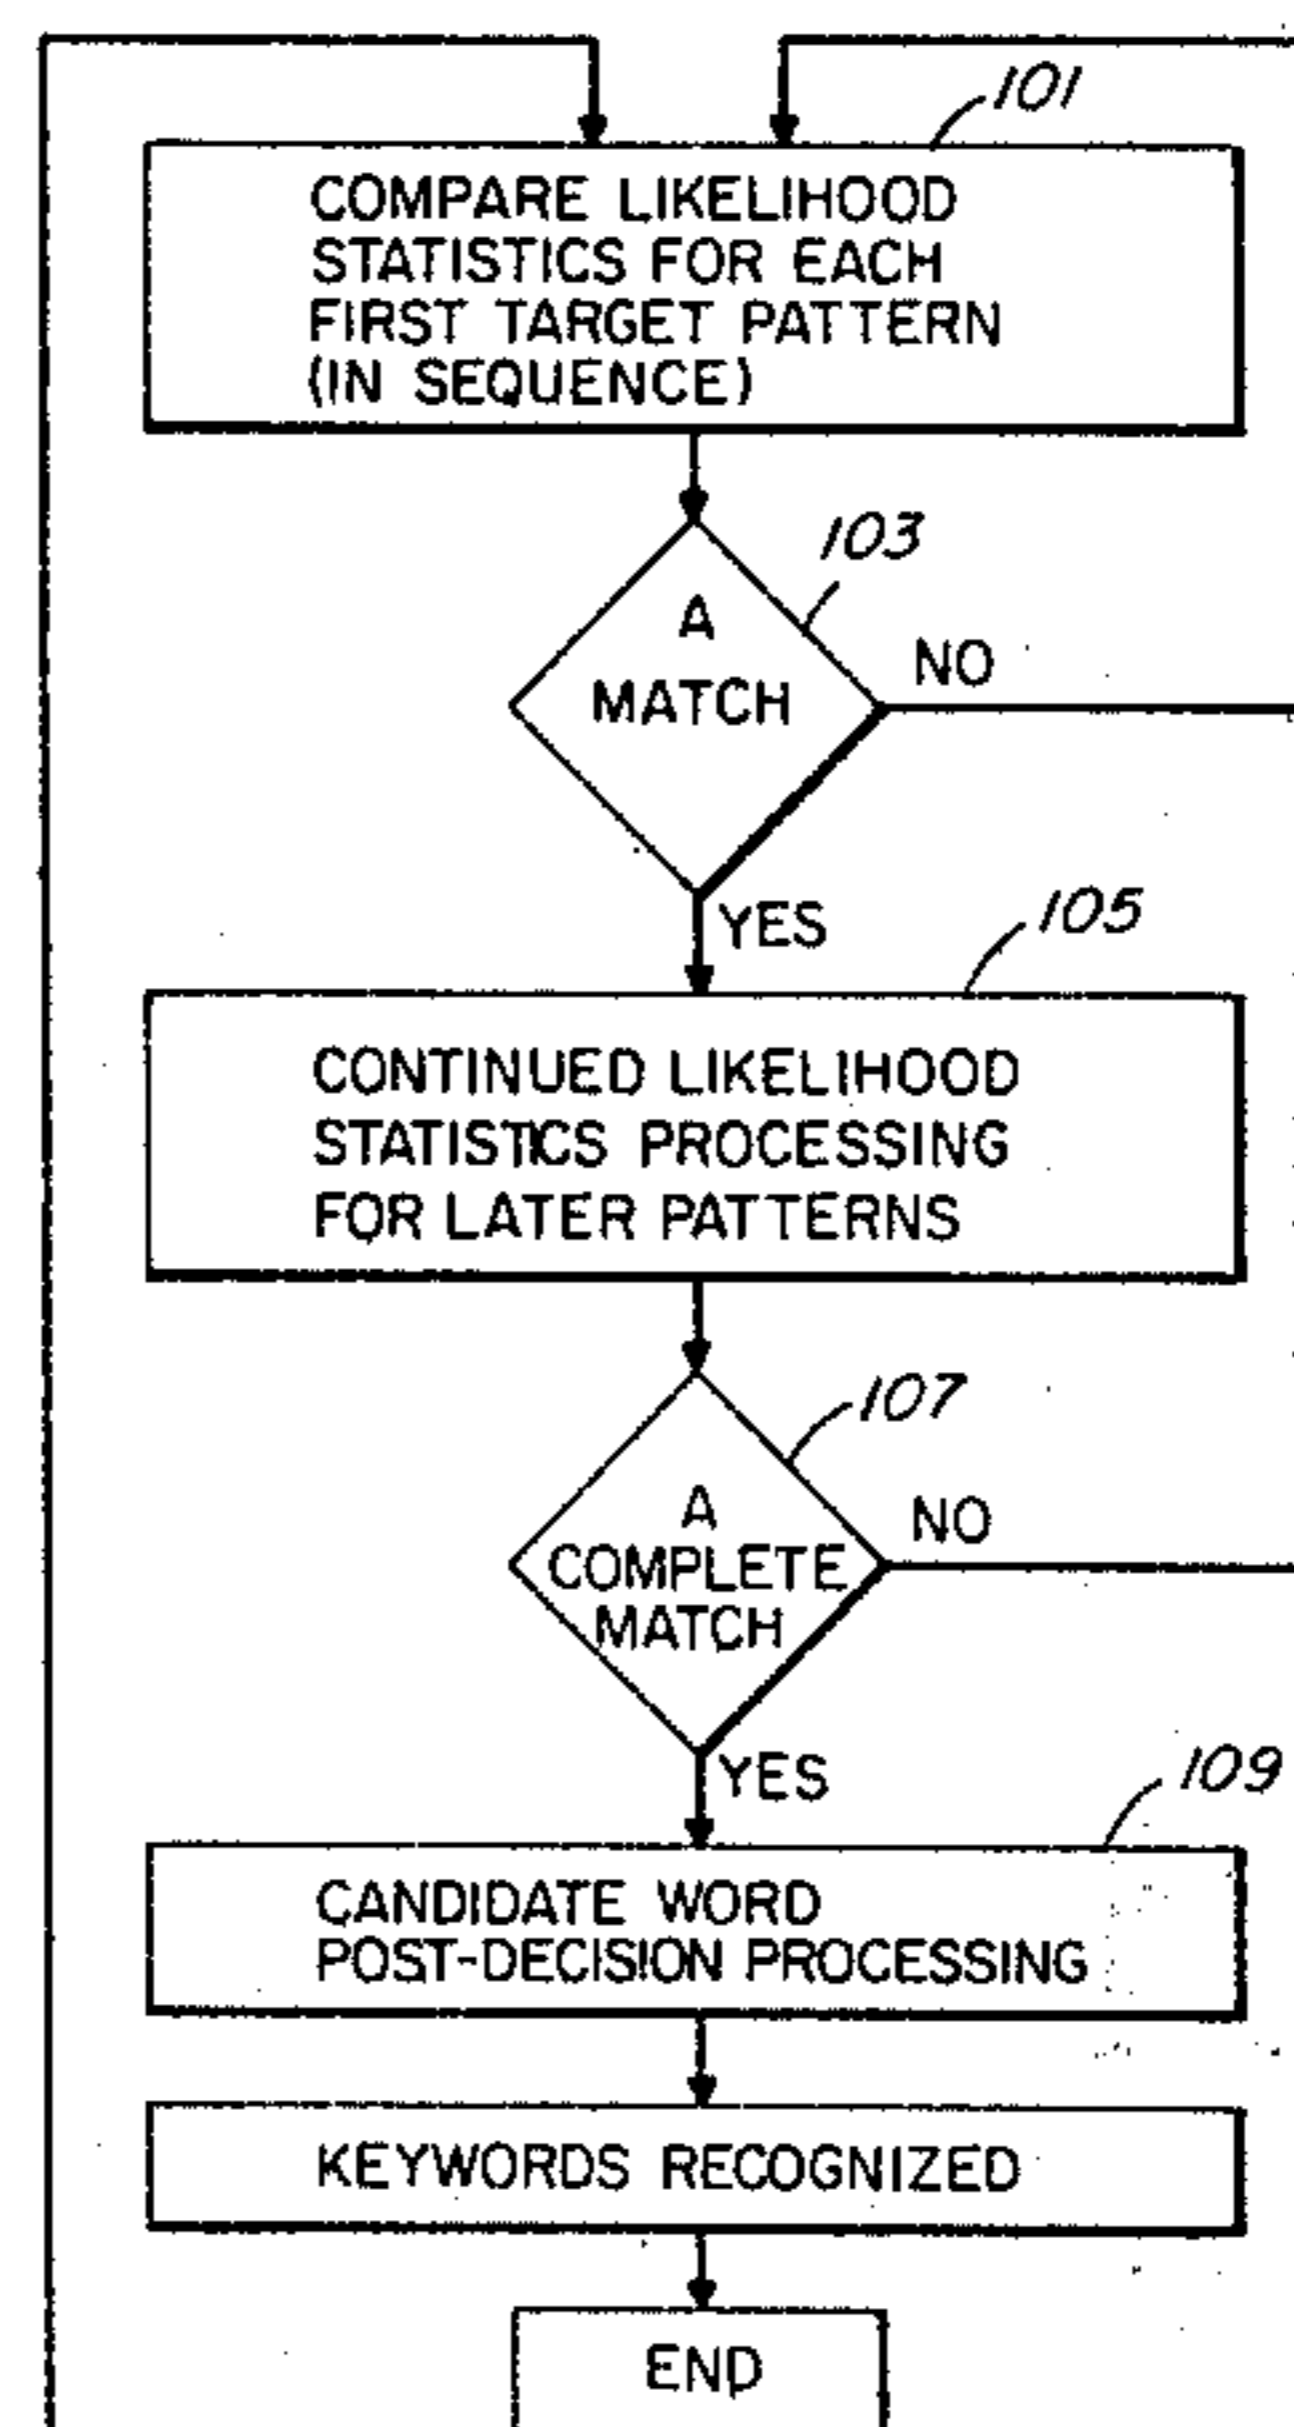 101
COMPARE LIKELIHOOD
STATISTICS FOR EACH
FIRST TARGET PATTERN
(IN SEQUENCE)
103
A
MATCH
NO
YES
105
CONTINUED LIKELIHOOD
STATISTICS PROCESSING
FOR LATER PATTERNS
107
A
COMPLETE
MATCH
NO
YES
109
CANDIDATE WORD
POST-DECISION PROCESSING
KEYWORDS RECOGNIZED
END